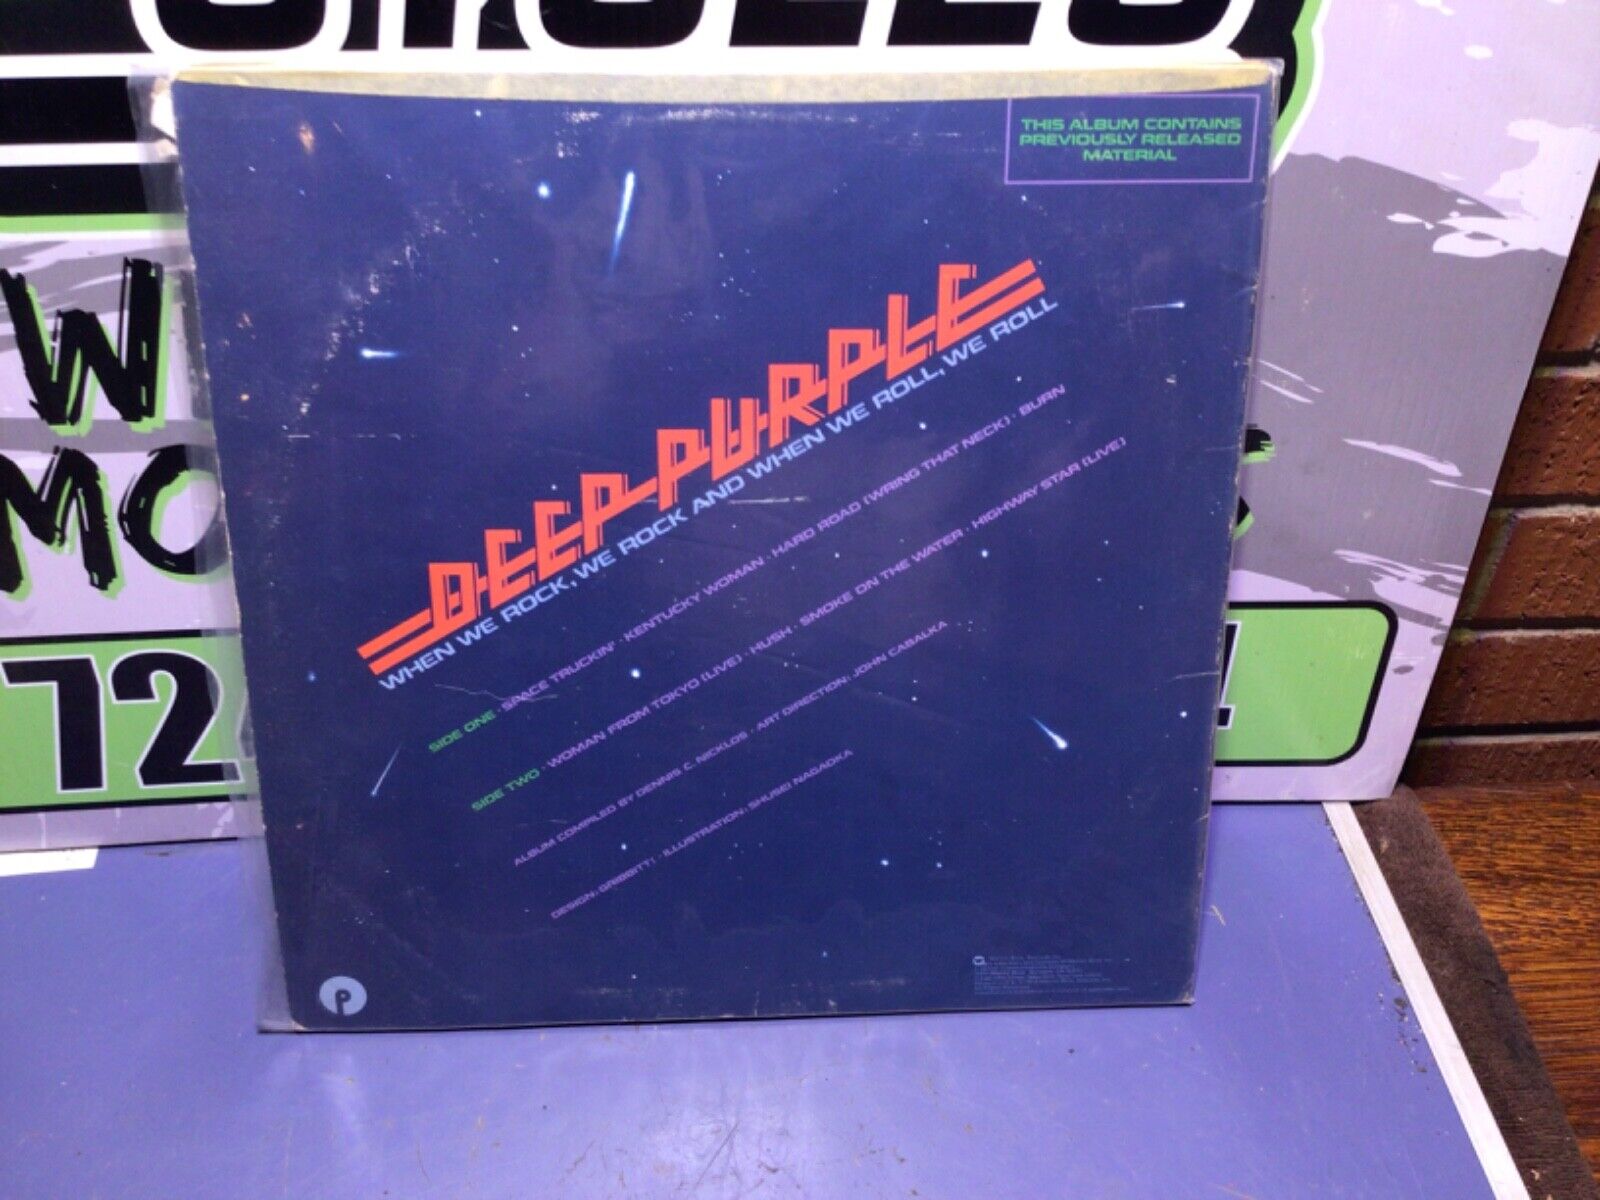 W
MO
72
THIS ALBUM CONTAINS
PREVIOUSLY RELEASED
MATERIAL
DEEP PURPLE
WHEN WE ROCK, WE ROCK AND WHEN WE ROLL, WE ROLL
SIDE ONE · SPACE TRUCKIN' · KENTUCKY WOMAN · HARD ROAD (WRING THAT NECK) · BURN
SIDE TWO · WOMAN FROM TOKYO (LIVE) · HUSH · SMOKE ON THE WATER · HIGHWAY STAR (LIVE)
ALBUM COMPILED BY DENNIS C. NICKLOS · ART DIRECTION: JOHN CABALKA
DESIGN: GRIBBITT! · ILLUSTRATION: SHUSEI NAGAOKA
P